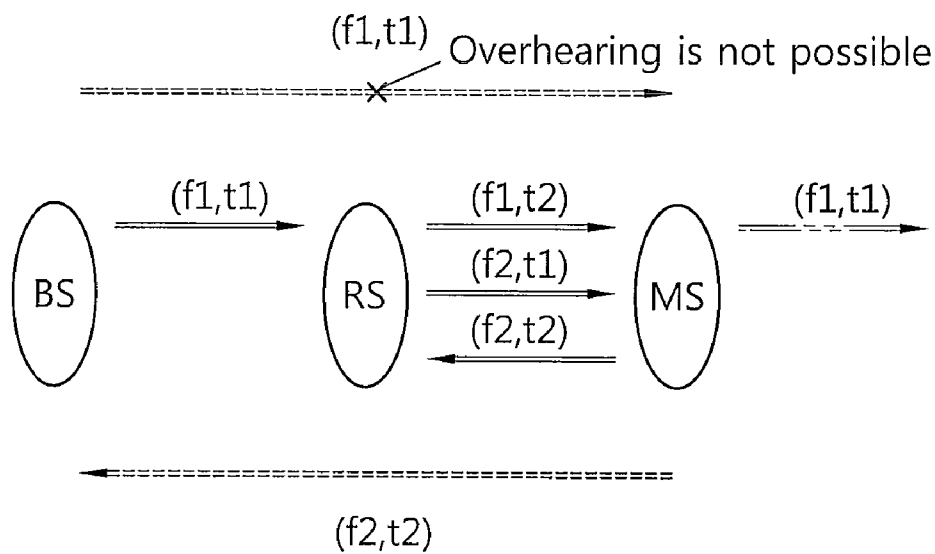 (f1,t1)
Overhearing is not possible
(f1,t1)
(f1,t2)
(f1,t1)
(f2,t1)
BS
RS
MS
(f2,t2)
(f2,t2)